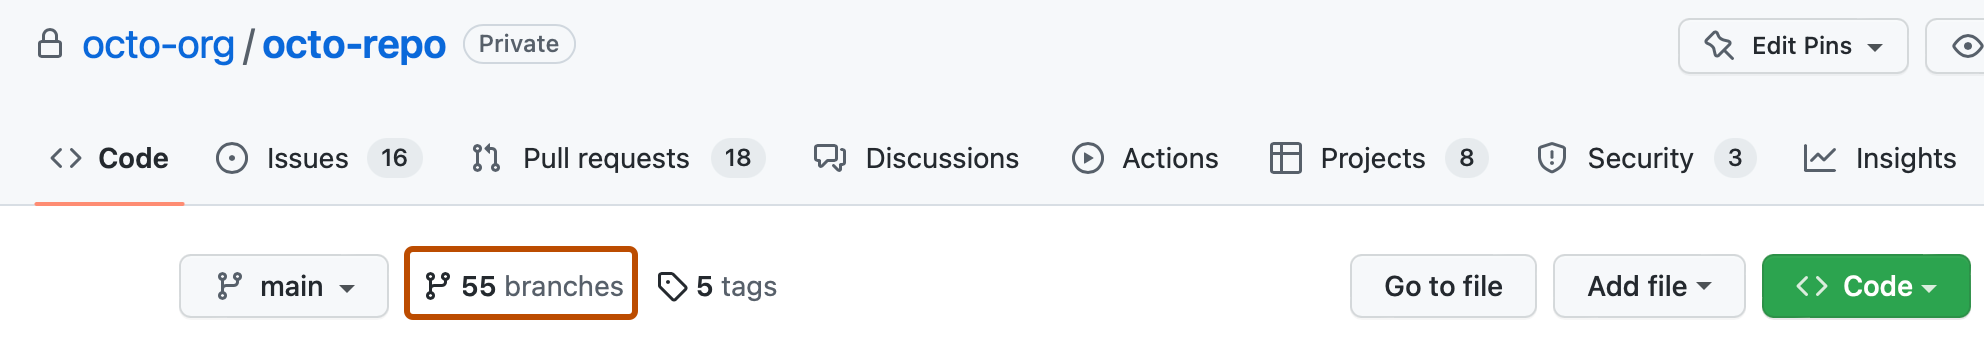 octo-org / octo-repo Private Edit Pins
Code Issues 16 Pull requests 18 Discussions Actions Projects 8 Security 3 Insights
main 55 branches 5 tags Go to file Add file Code